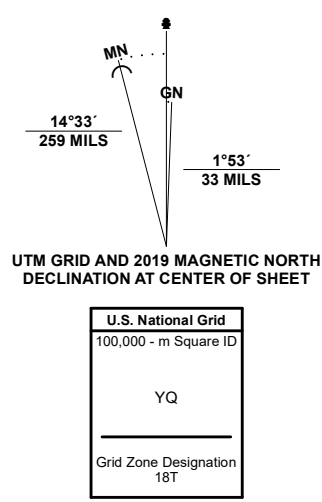 MN
GN
14°33´
259 MILS
1°53´
33 MILS
UTM GRID AND 2019 MAGNETIC NORTH
DECLINATION AT CENTER OF SHEET
U.S. National Grid
100,000 - m Square ID
YQ
Grid Zone Designation
18T